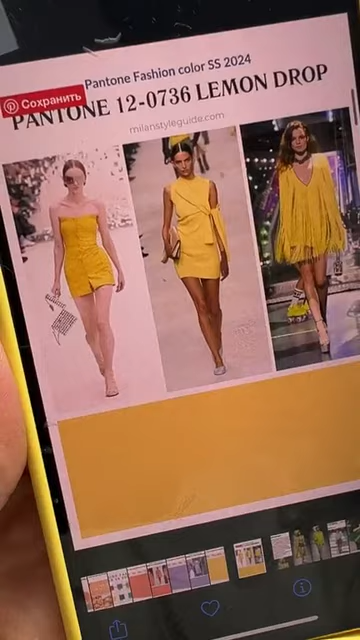 Pantone Fashion color SS 2024
Сохранить
PANTONE 12-0736 LEMON DROP
milanstyleguide.com